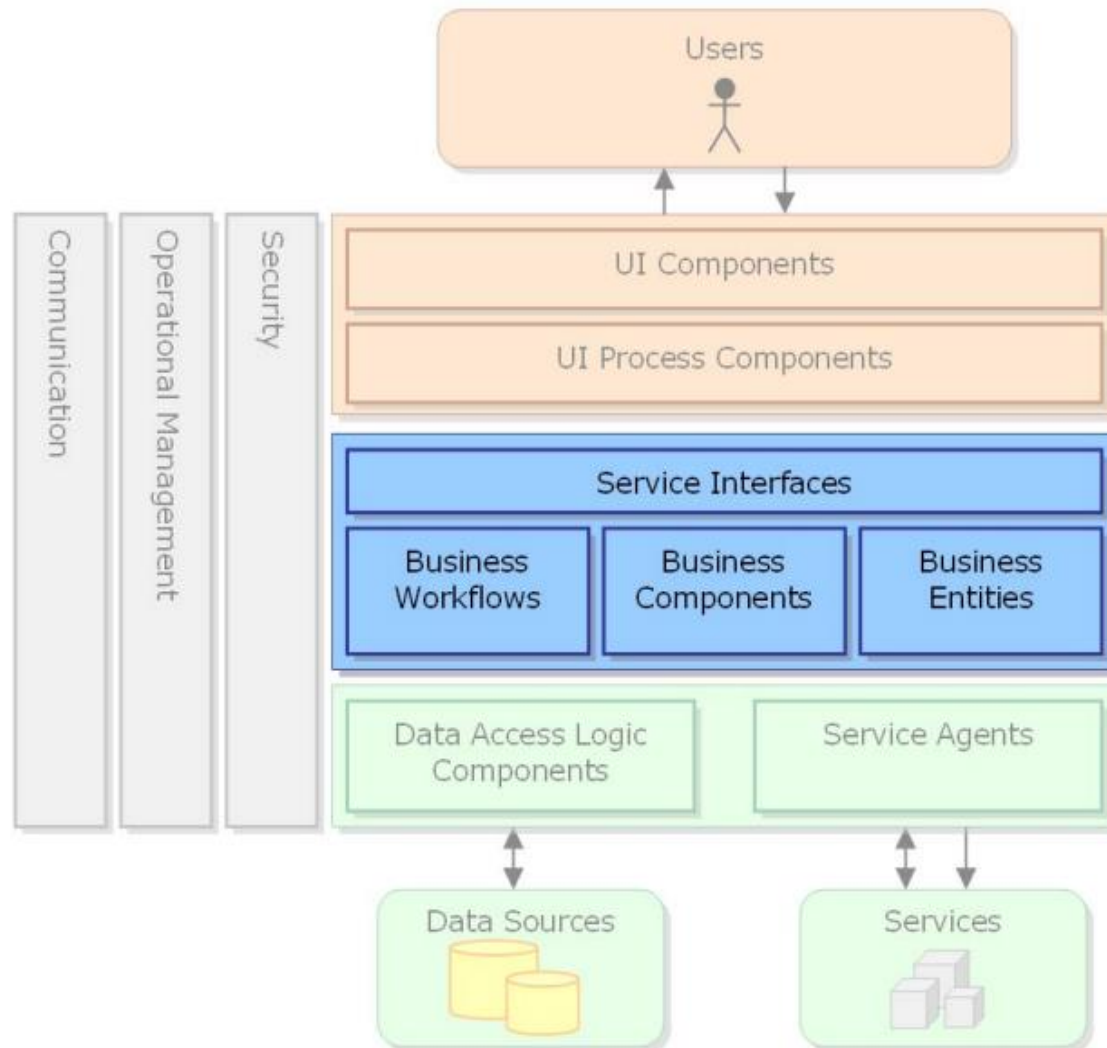 Users
Communication
Operational Management
Security
UI Components
UI Process Components
Service Interfaces
Business
Workflows
Business
Components
Business
Entities
Data Access Logic
Components
Service Agents
Data Sources
Services